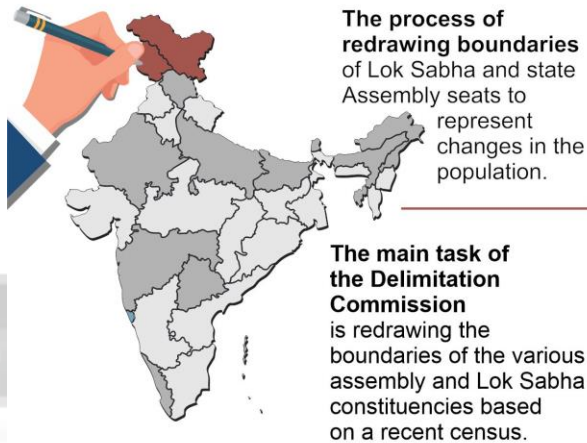 The process of
redrawing boundaries
of Lok Sabha and state
Assembly seats to
represent
changes in the
population.
The main task of
the Delimitation
Commission
is redrawing the
boundaries of the various
assembly and Lok Sabha
constituencies based
on a recent census.